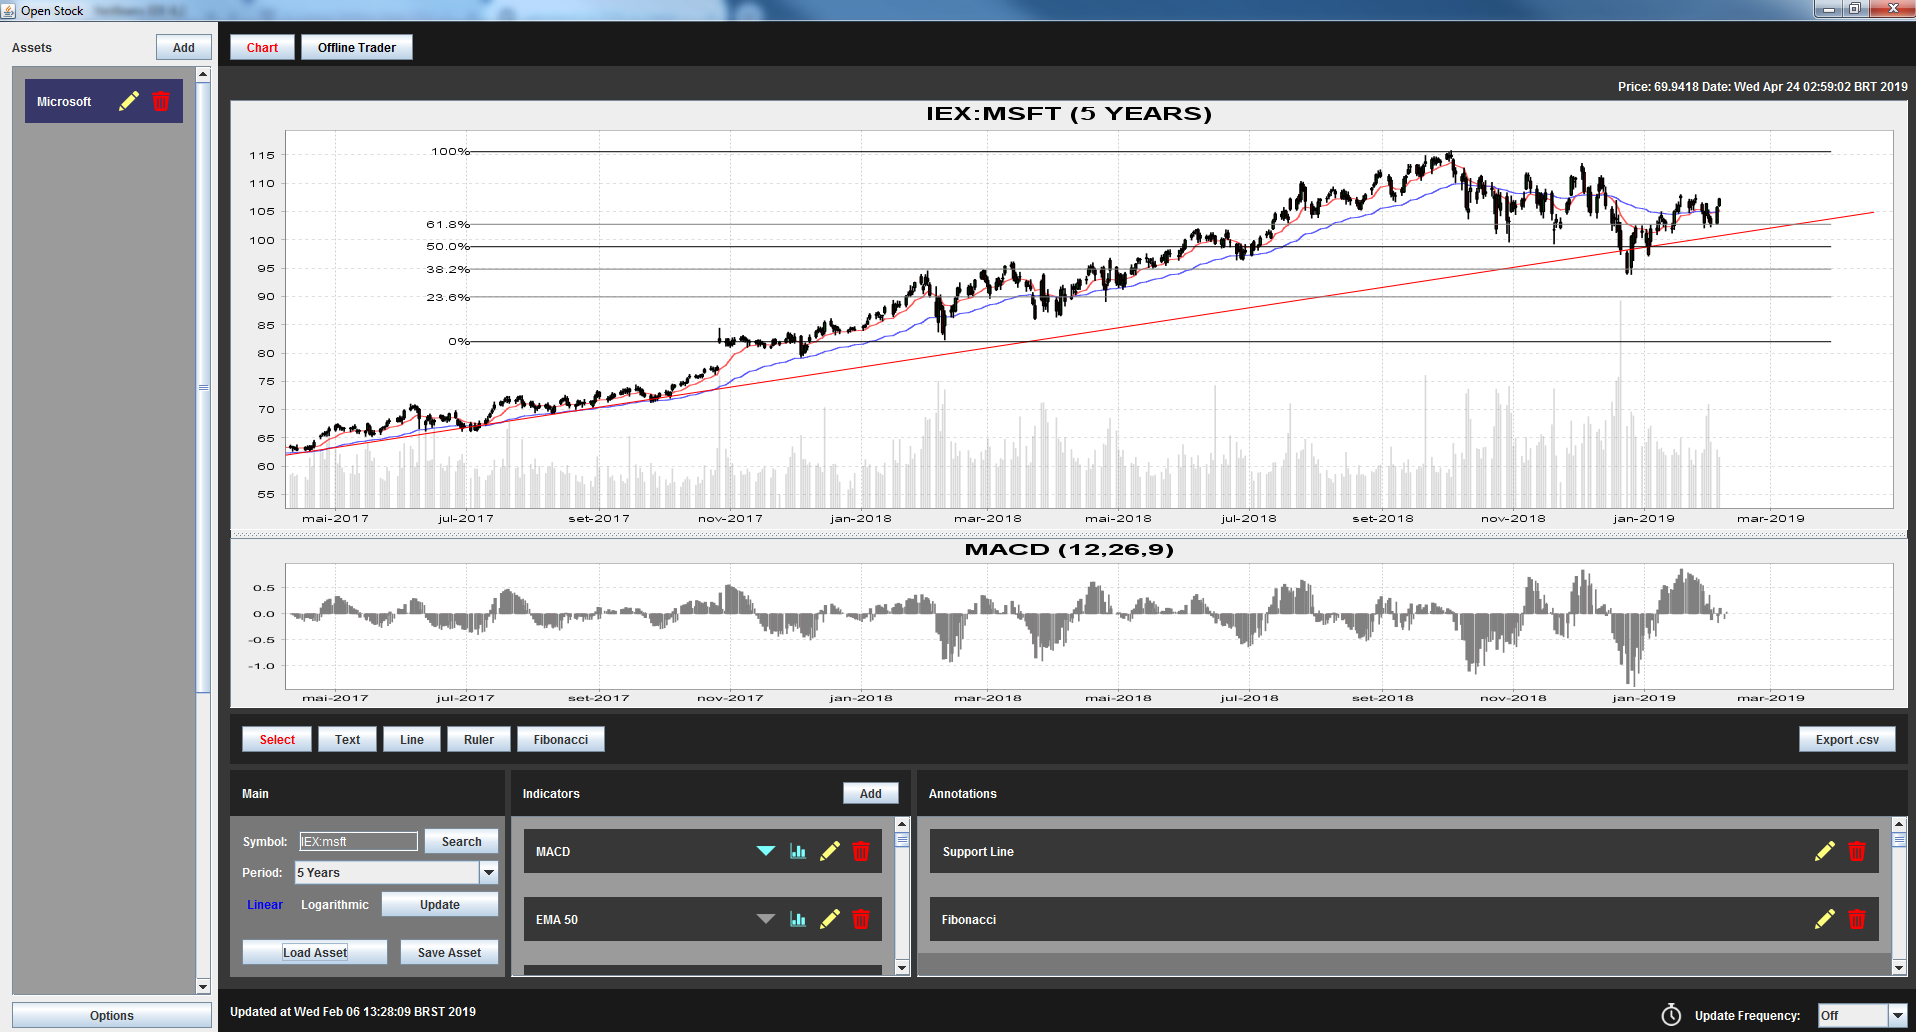 Open Stock
Assets
Add
Chart
Offline Trader
Microsoft
Price: 69.9418 Date: Wed Apr 24 02:59:02 BRT 2019
IEX:MSFT (5 YEARS)
115
110
105
100
95
90
85
80
75
70
65
60
55
100%
61.8%
50.0%
38.2%
23.6%
0%
mai-2017 jul-2017 set-2017 nov-2017 jan-2018 mar-2018 mai-2018 jul-2018 set-2018 nov-2018 jan-2019 mar-2019
MACD (12,26,9)
0.5
0.0
-0.5
-1.0
mai-2017 jul-2017 set-2017 nov-2017 jan-2018 mar-2018 mai-2018 jul-2018 set-2018 nov-2018 jan-2019 mar-2019
Select Text Line Ruler Fibonacci Export .csv
Main
Symbol: IEX:msft Search
Period: 5 Years
Linear Logarithmic Update
Load Asset Save Asset
Indicators Add
MACD
EMA 50
Annotations
Support Line
Fibonacci
Options
Updated at Wed Feb 06 13:28:09 BRST 2019
Update Frequency: Off